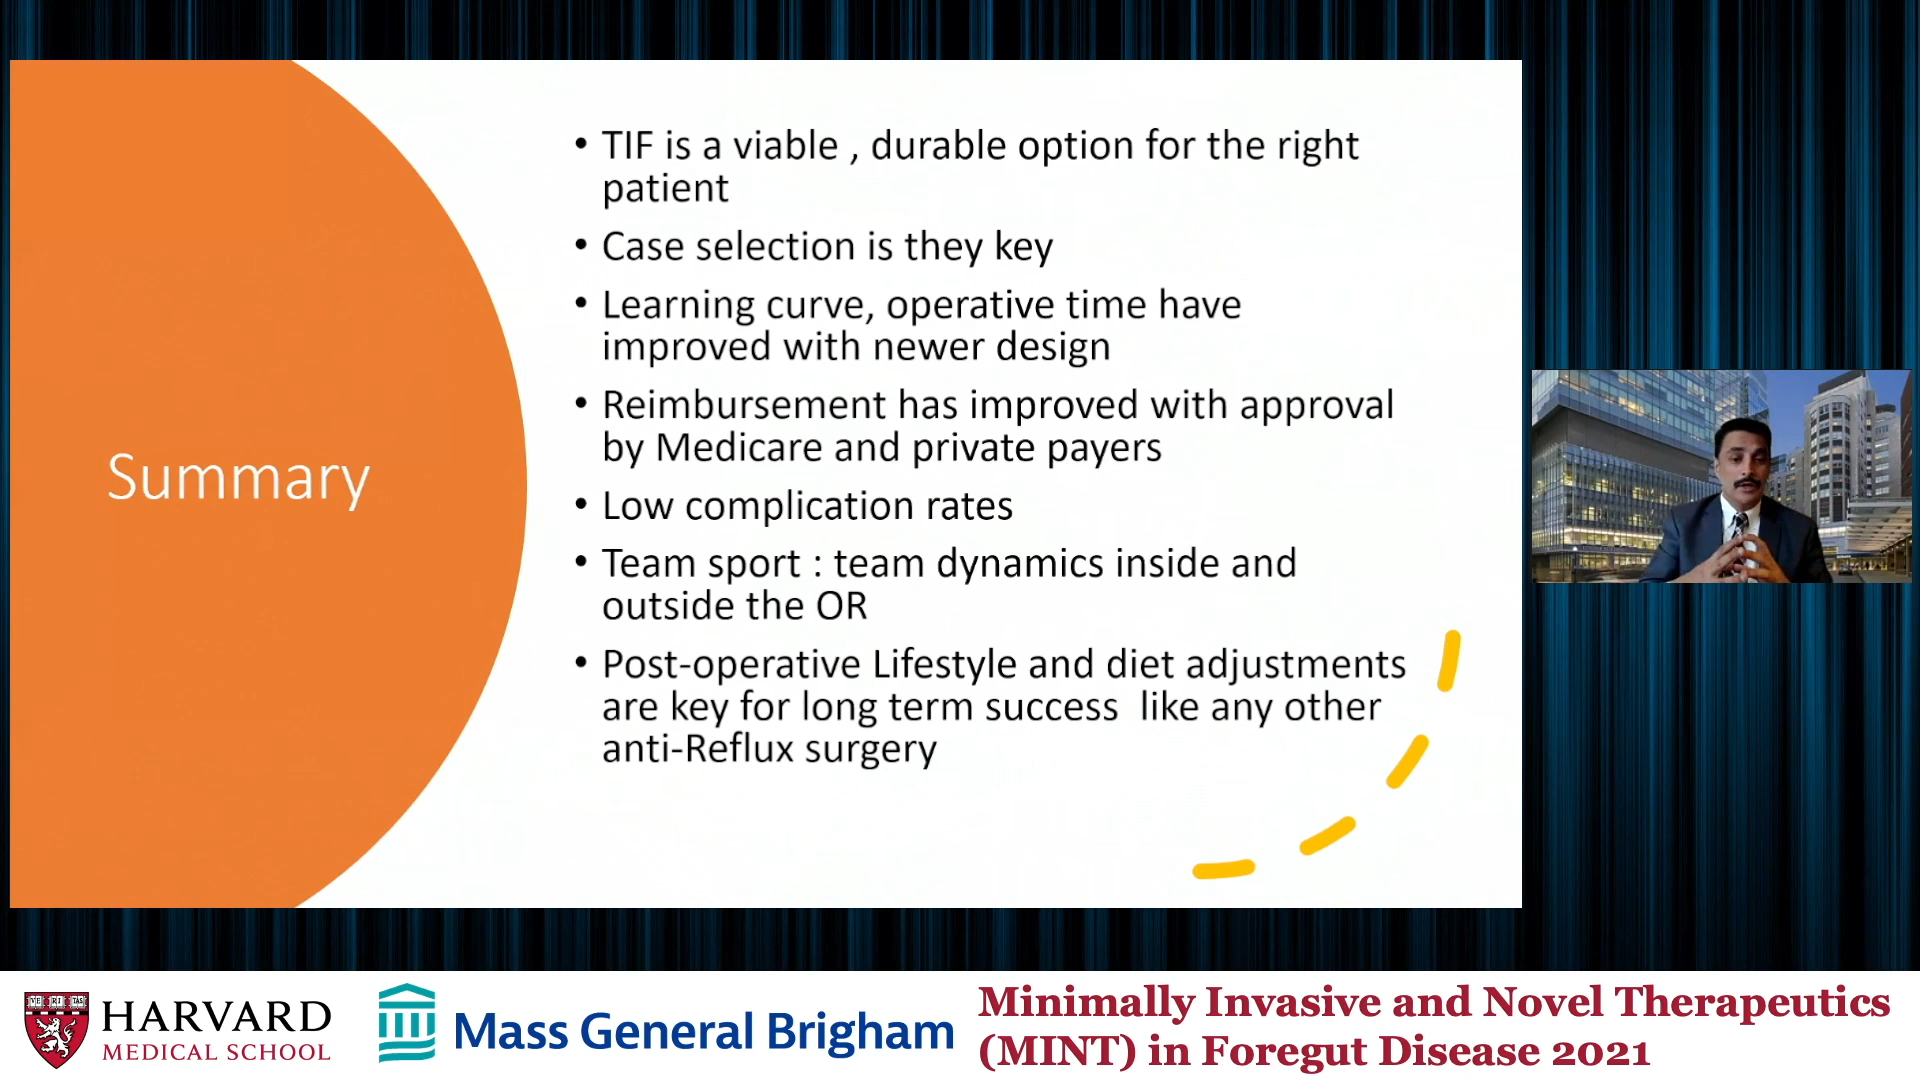 Summary
• TIF is a viable , durable option for the right
patient
• Case selection is they key
• Learning curve, operative time have
improved with newer design
• Reimbursement has improved with approval
by Medicare and private payers
• Low complication rates
• Team sport : team dynamics inside and
outside the OR
• Post-operative Lifestyle and diet adjustments
are key for long term success  like any other
anti-Reflux surgery
VE RI TAS
HARVARD
MEDICAL SCHOOL
Mass General Brigham
Minimally Invasive and Novel Therapeutics
(MINT) in Foregut Disease 2021